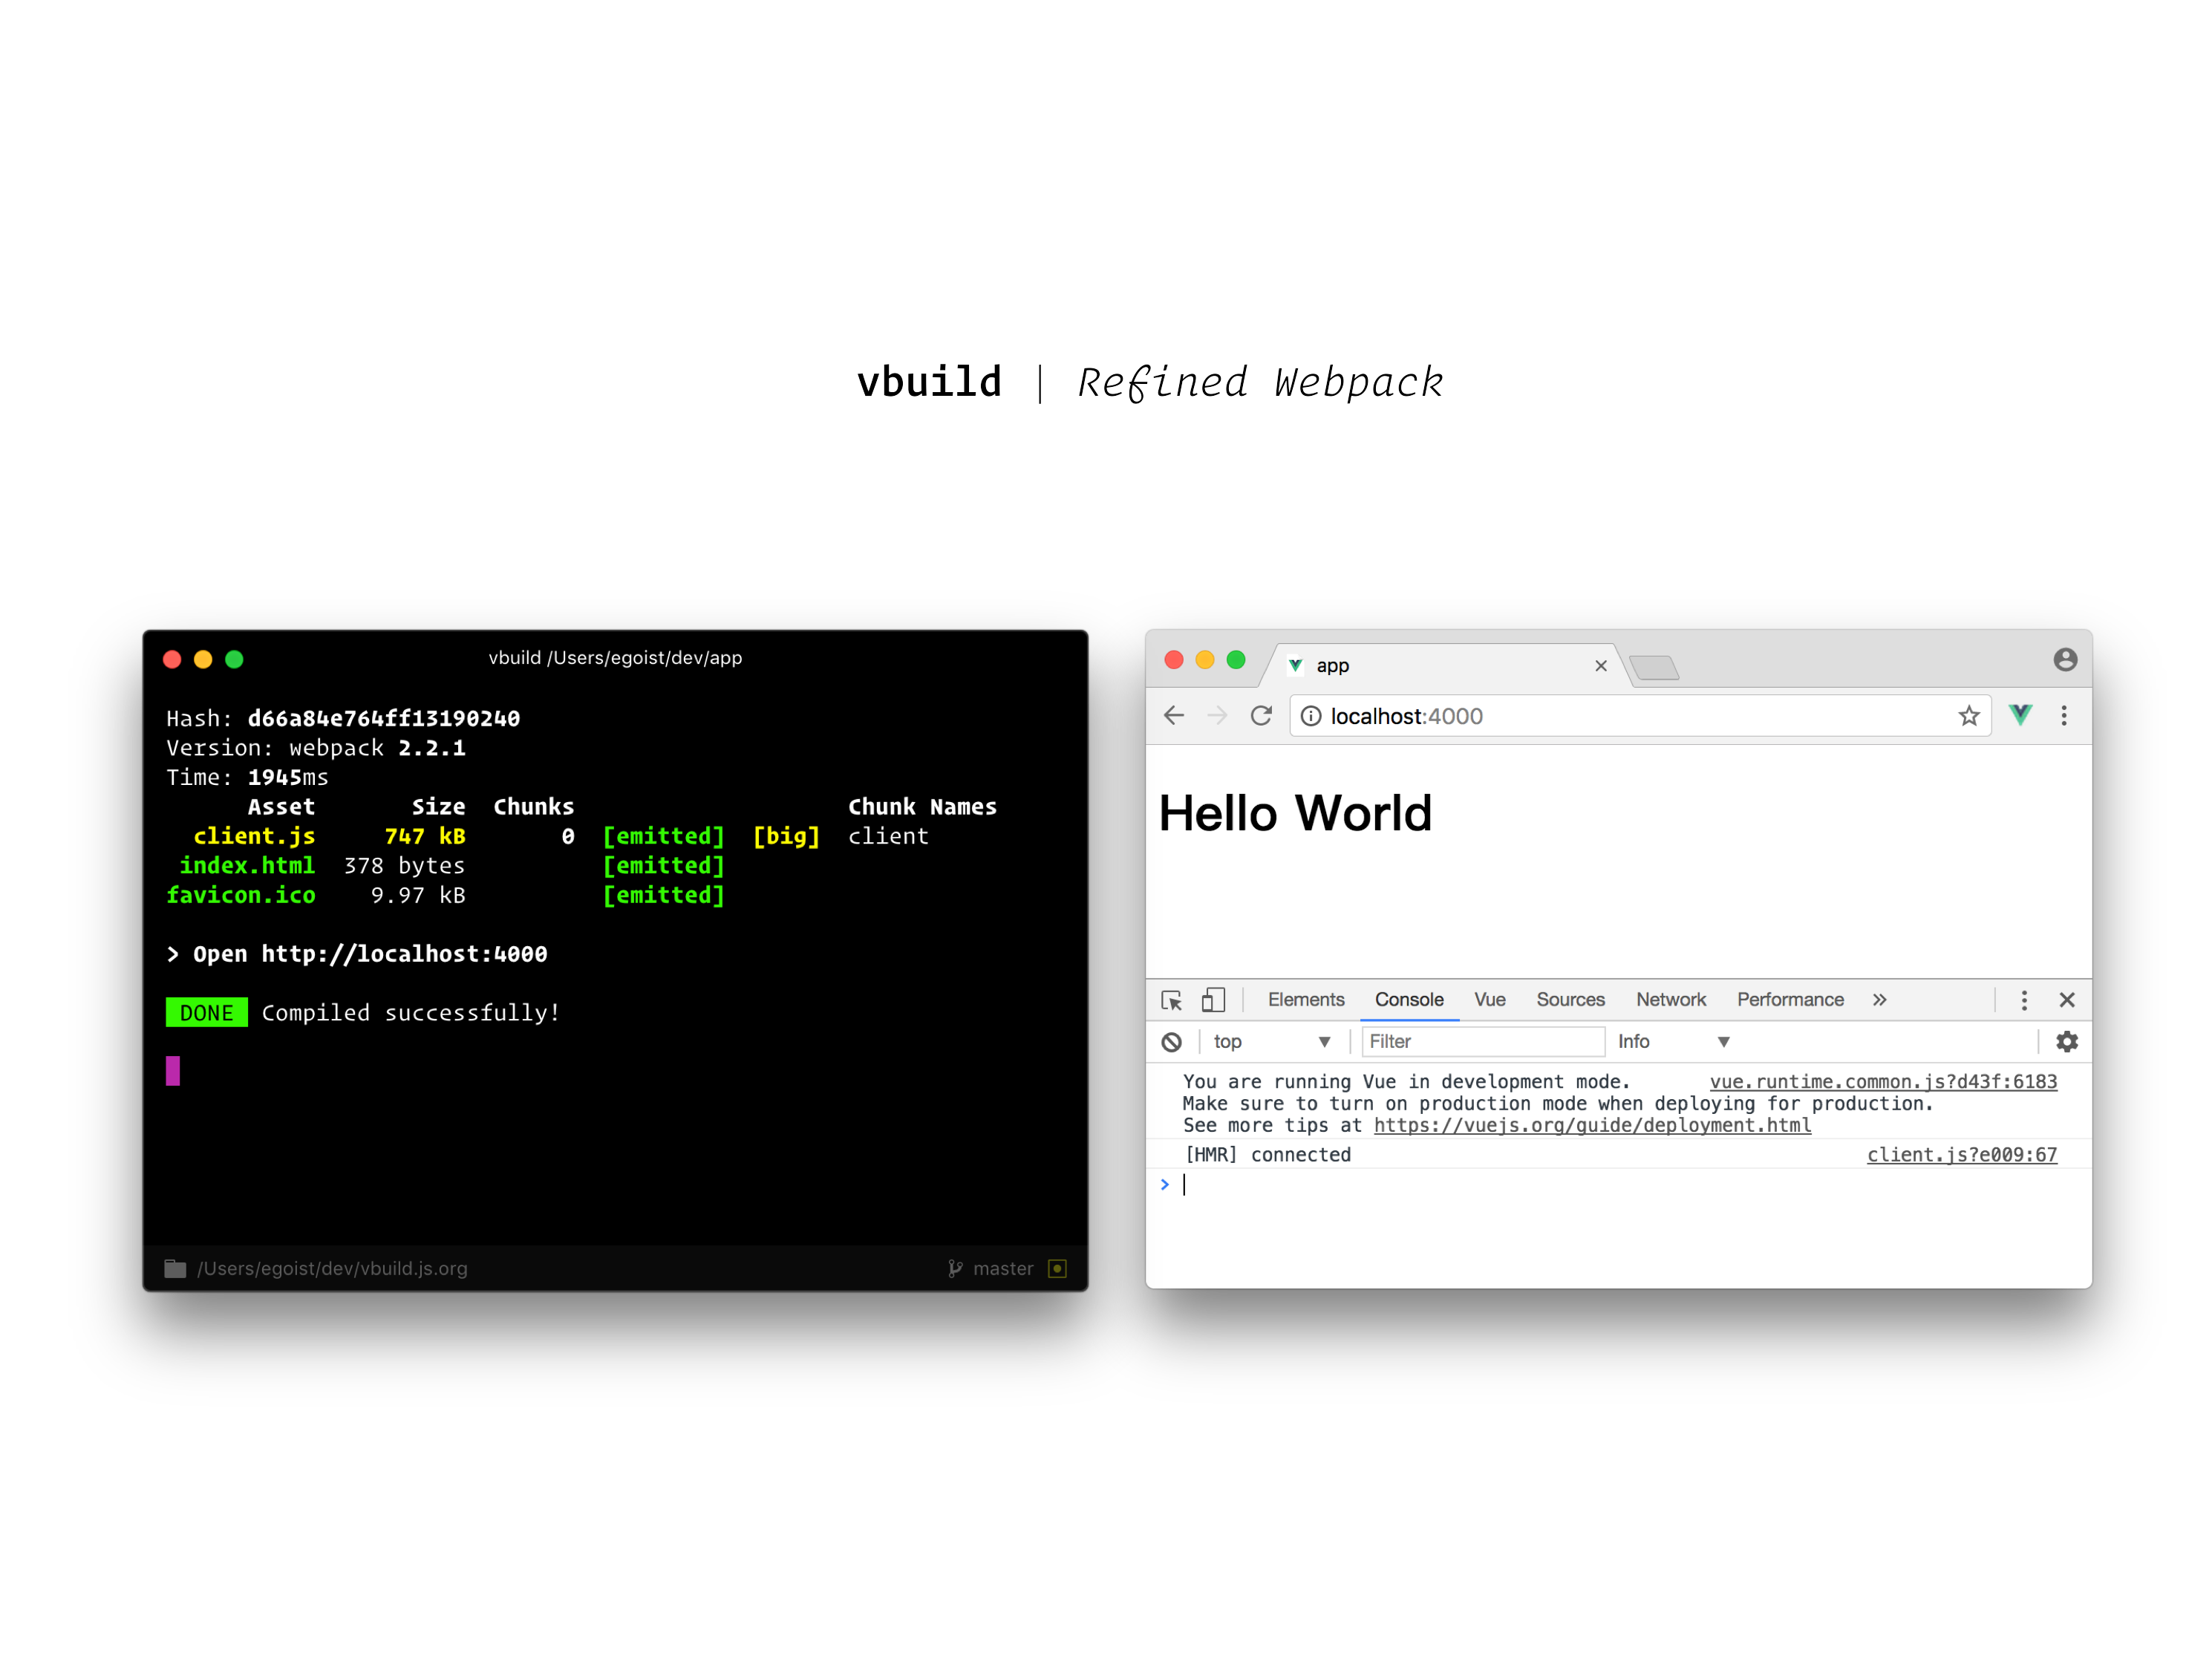 vbuild | Refined Webpack
vbuild /Users/egoist/dev/app
Hash: d66a84e764ff13190240
Version: webpack 2.2.1
Time: 1945ms
Asset Size Chunks Chunk Names
client.js 747 kB 0 [emitted] [big] client
index.html 378 bytes [emitted]
favicon.ico 9.97 kB [emitted]
> Open http://localhost:4000
DONE Compiled successfully!
/Users/egoist/dev/vbuild.js.org master
app
localhost:4000
Hello World
Elements Console Vue Sources Network Performance »
top Filter Info
You are running Vue in development mode. vue.runtime.common.js?d43f:6183
Make sure to turn on production mode when deploying for production.
See more tips at https://vuejs.org/guide/deployment.html
[HMR] connected client.js?e009:67
>